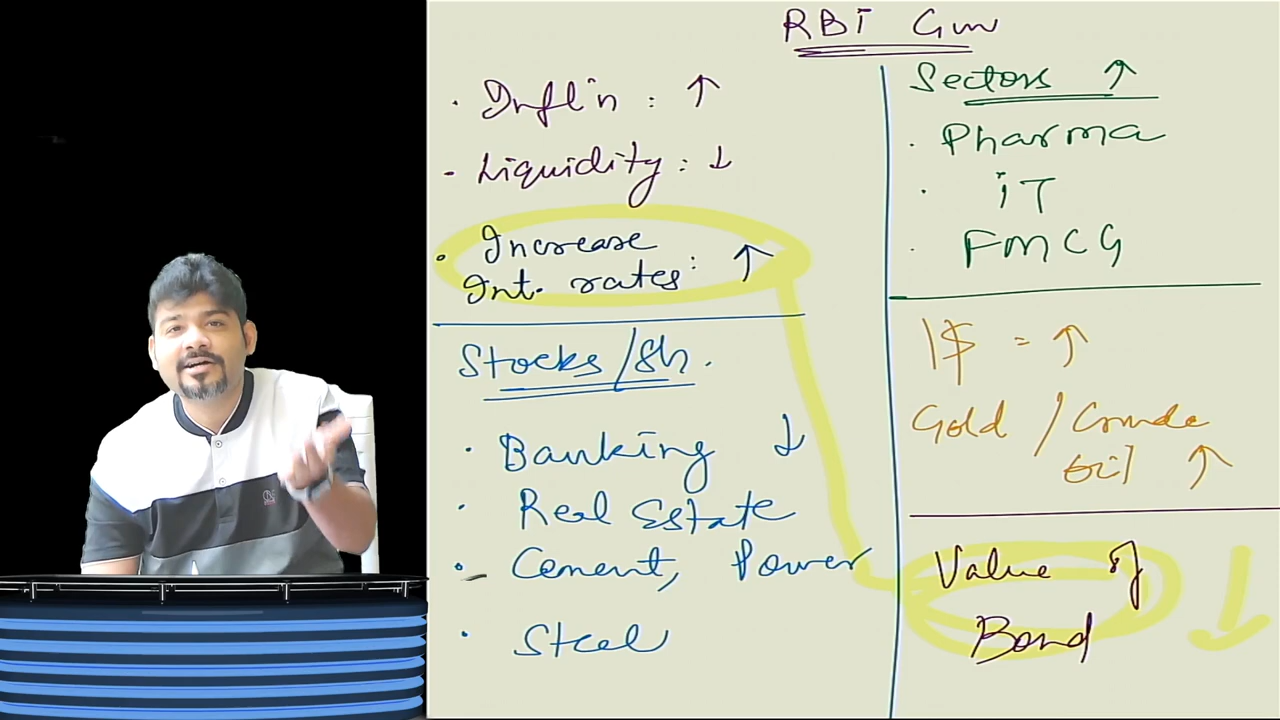 RBI Gov
• Infl'n : ↑
• Liquidity : ↓
• Increase
Int. rates : ↑
Stocks/Sh.
• Banking ↓
• Real Estate
• Cement, Power
• Steel
Sectors ↑
• Pharma
• iT
• FMCG
1$ = ↑
Gold / Crude
Oil ↑
Value of
Bond ↓